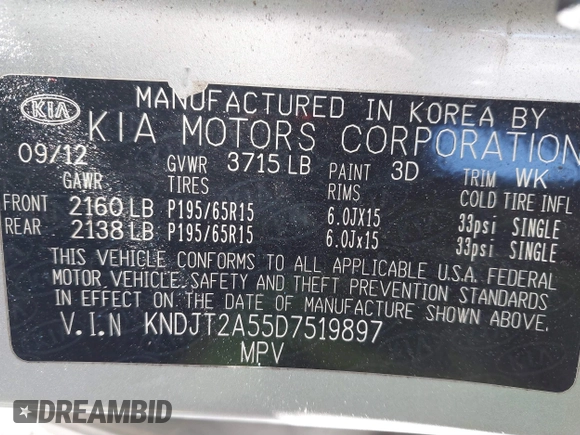 KIA
MANUFACTURED IN KOREA BY
KIA MOTORS CORPORATION
09/12 GVWR 3715 LB PAINT 3D TRIM WK
GAWR TIRES RIMS COLD TIRE INFL
FRONT 2160 LB P195/65R15 6.0JX15 33psi SINGLE
REAR 2138 LB P195/65R15 6.0Jx15 33psi SINGLE
THIS VEHICLE CONFORMS TO ALL APPLICABLE U.S.A. FEDERAL
MOTOR VEHICLE SAFETY AND THEFT PREVENTION STANDARDS
IN EFFECT ON THE DATE OF MANUFACTURE SHOWN ABOVE.
V.I.N KNDJT2A55D7519897
MPV
DREAMBID